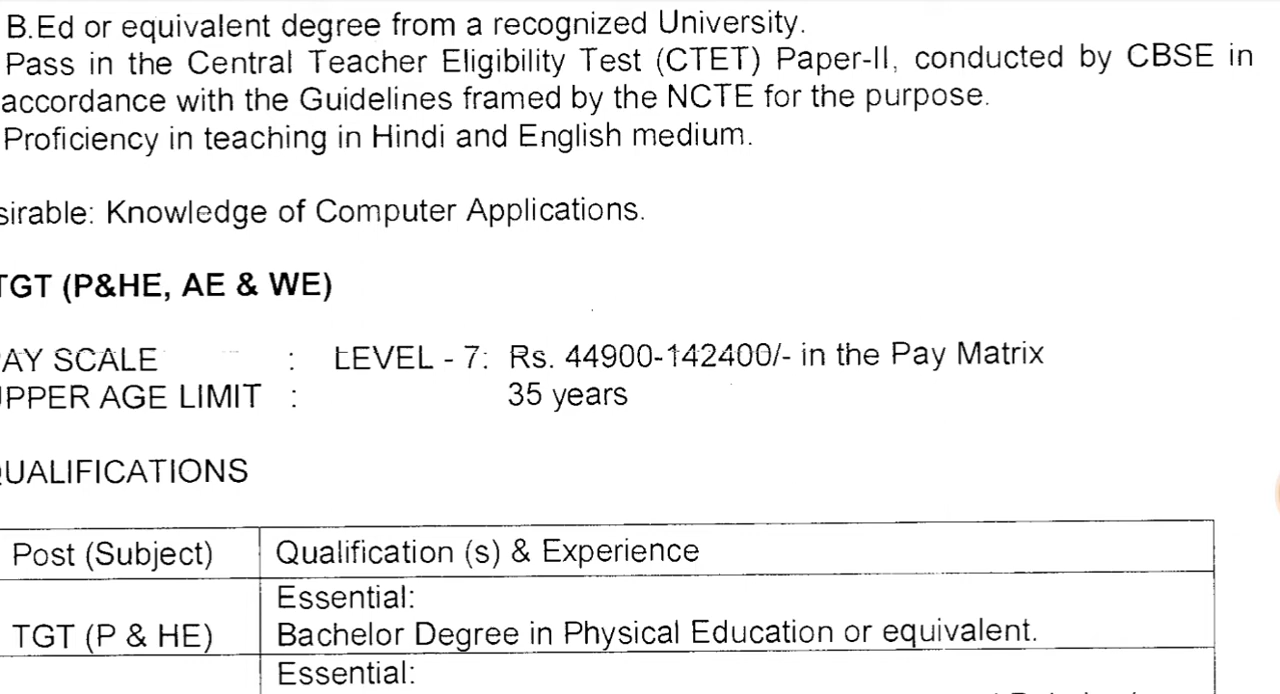 B.Ed or equivalent degree from a recognized University.
Pass in the Central Teacher Eligibility Test (CTET) Paper-II, conducted by CBSE in
accordance with the Guidelines framed by the NCTE for the purpose.
Proficiency in teaching in Hindi and English medium.
sirable: Knowledge of Computer Applications.
TGT (P&HE, AE & WE)
AY SCALE : LEVEL - 7: Rs. 44900-142400/- in the Pay Matrix
PPER AGE LIMIT : 35 years
UALIFICATIONS
Post (Subject) Qualification (s) & Experience
Essential:
TGT (P & HE) Bachelor Degree in Physical Education or equivalent.
Essential: